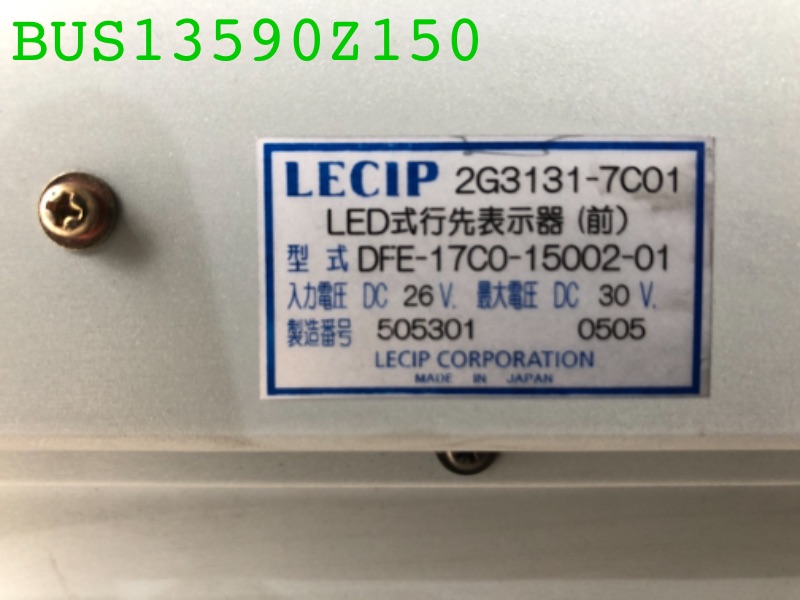 BUS13590Z150
LECIP 2G3131-7C01
LED式行先表示器(前)
型式 DFE-17C0-15002-01
入力電圧 DC 26 V. 最大電圧 DC 30 V.
製造番号 505301 0505
LECIP CORPORATION
MADE IN JAPAN